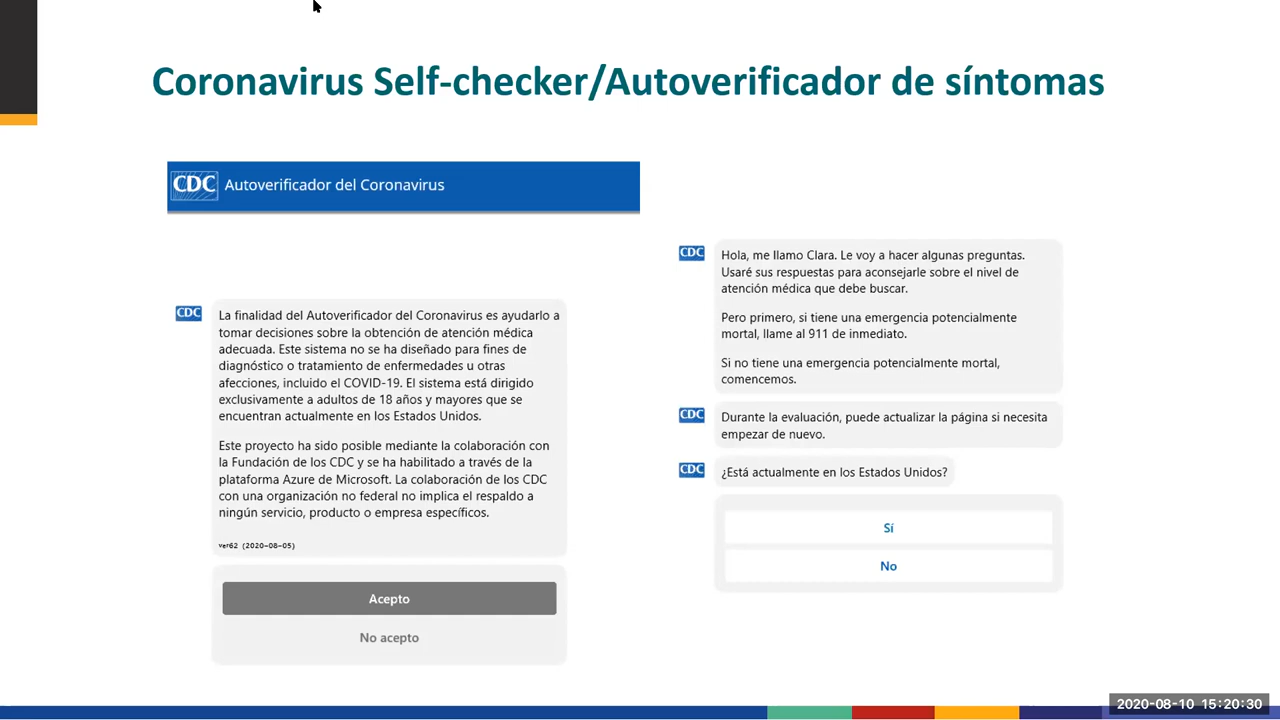 Coronavirus Self-checker/Autoverificador de síntomas
CDC Autoverificador del Coronavirus
CDC
La finalidad del Autoverificador del Coronavirus es ayudarlo a
tomar decisiones sobre la obtención de atención médica
adecuada. Este sistema no se ha diseñado para fines de
diagnóstico o tratamiento de enfermedades u otras
afecciones, incluido el COVID-19. El sistema está dirigido
exclusivamente a adultos de 18 años y mayores que se
encuentran actualmente en los Estados Unidos.
Este proyecto ha sido posible mediante la colaboración con
la Fundación de los CDC y se ha habilitado a través de la
plataforma Azure de Microsoft. La colaboración de los CDC
con una organización no federal no implica el respaldo a
ningún servicio, producto o empresa específicos.
ver62 (2020-08-05)
Acepto
No acepto
CDC
Hola, me llamo Clara. Le voy a hacer algunas preguntas.
Usaré sus respuestas para aconsejarle sobre el nivel de
atención médica que debe buscar.
Pero primero, si tiene una emergencia potencialmente
mortal, llame al 911 de inmediato.
Si no tiene una emergencia potencialmente mortal,
comencemos.
CDC
Durante la evaluación, puede actualizar la página si necesita
empezar de nuevo.
CDC
¿Está actualmente en los Estados Unidos?
Sí
No
2020-08-10 15:20:30